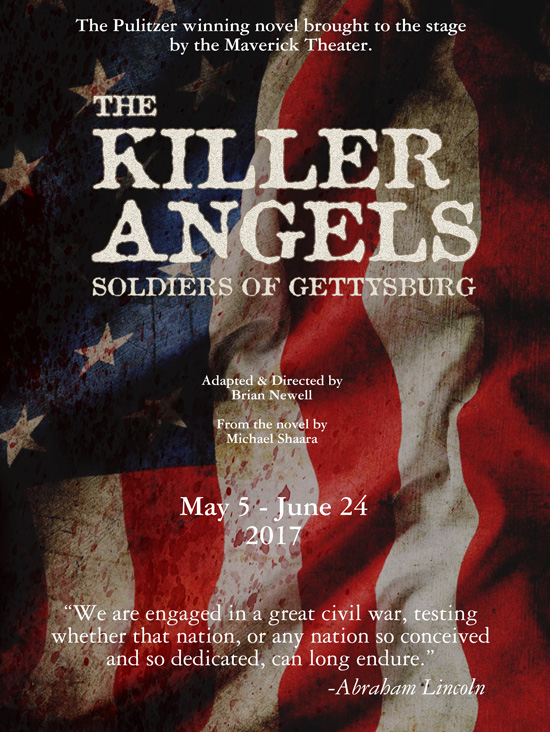 The Pulitzer winning novel brought to the stage
by the Maverick Theater.
THE
KILLER
ANGELS
SOLDIERS OF GETTYSBURG
Adapted & Directed by
Brian Newell
From the novel by
Michael Shaara
May 5 - June 24
2017
“We are engaged in a great civil war, testing
whether that nation, or any nation so conceived
and so dedicated, can long endure.”
-Abraham Lincoln